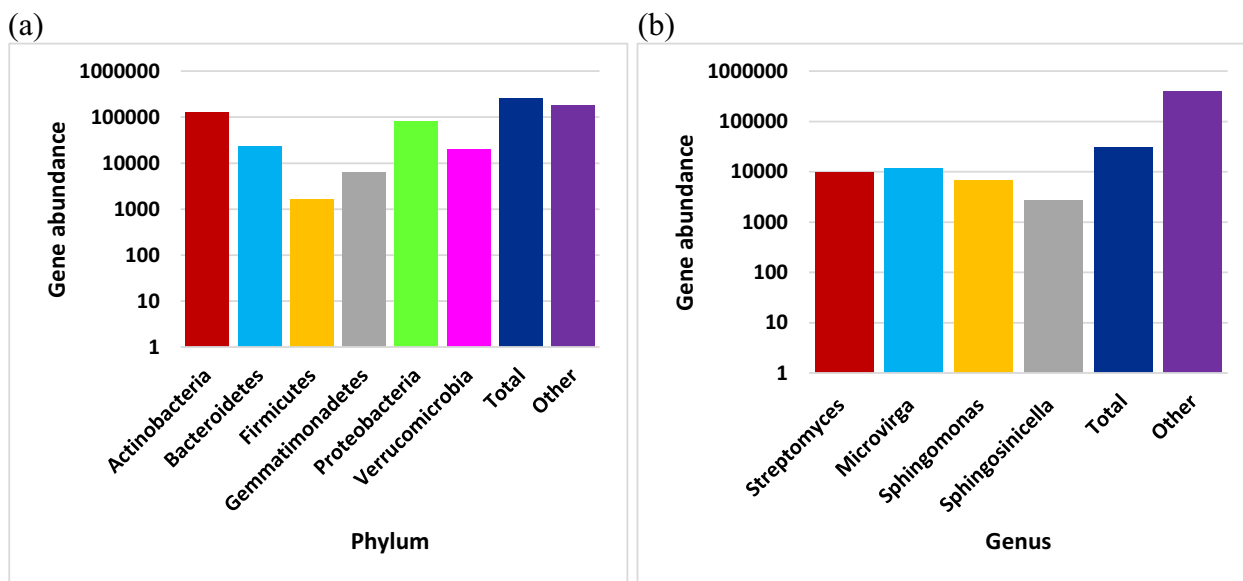 (a)
Gene abundance
1000000
100000
10000
1000
100
10
1
Actinobacteria
Bacteroidetes
Firmicutes
Gemmatimonadetes
Proteobacteria
Verrucomicrobia
Total
Other
Phylum
(b)
Gene abundance
1000000
100000
10000
1000
100
10
1
Streptomyces
Microvirga
Sphingomonas
Sphingosinicella
Total
Other
Genus